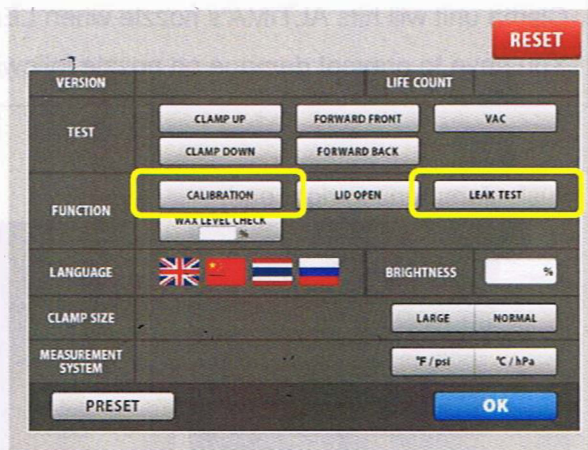 RESET
VERSION LIFE COUNT
TEST CLAMP UP FORWARD FRONT VAC
CLAMP DOWN FORWARD BACK
FUNCTION CALIBRATION LID OPEN LEAK TEST
WAX LEVEL CHECK
%
LANGUAGE BRIGHTNESS %
CLAMP SIZE LARGE NORMAL
MEASUREMENT
SYSTEM °F / psi °C / hPa
PRESET OK